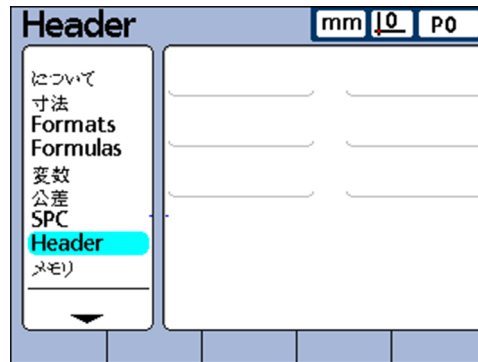 Header
mm P0
について
寸法
Formats
Formulas
変数
公差
SPC
Header
メモリ